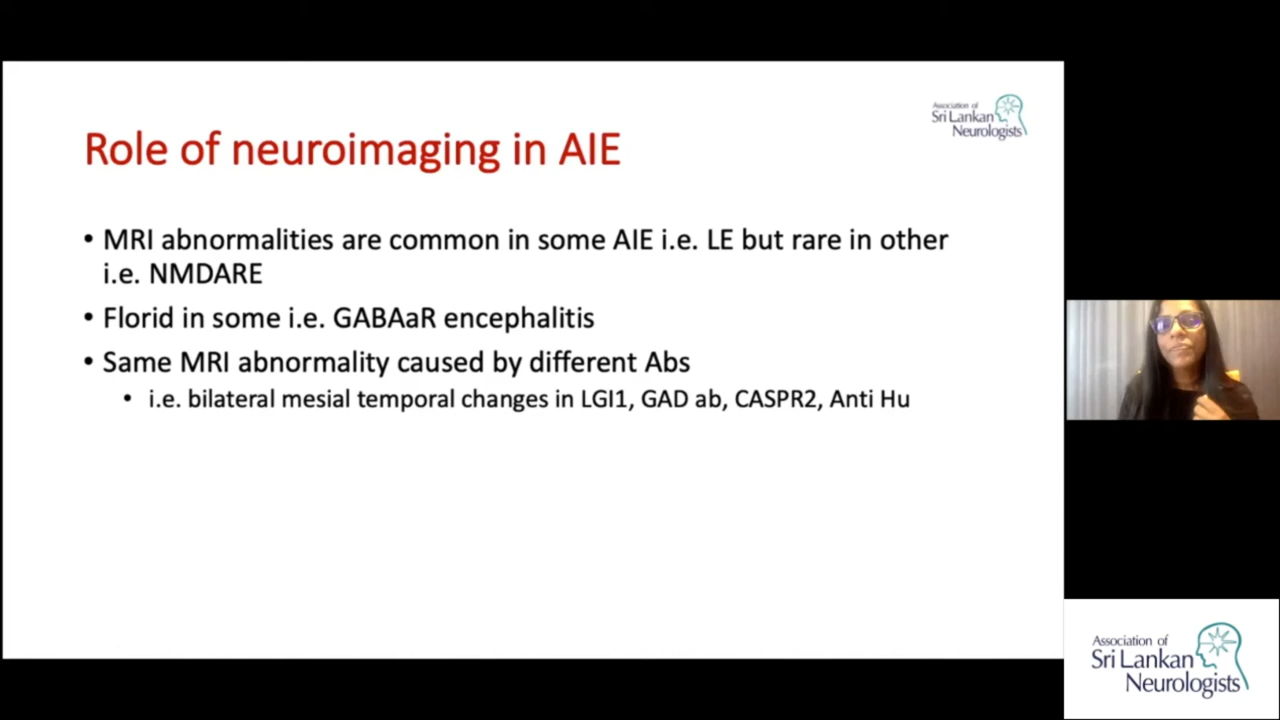 Association of
Sri Lankan
Neurologists
Role of neuroimaging in AIE
• MRI abnormalities are common in some AIE i.e. LE but rare in other
i.e. NMDARE
• Florid in some i.e. GABAaR encephalitis
• Same MRI abnormality caused by different Abs
• i.e. bilateral mesial temporal changes in LGI1, GAD ab, CASPR2, Anti Hu
Association of
Sri Lankan
Neurologists